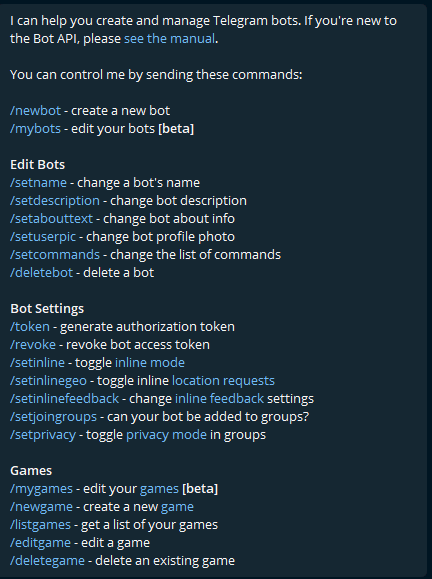 I can help you create and manage Telegram bots. If you're new to
the Bot API, please see the manual.
You can control me by sending these commands:
/newbot - create a new bot
/mybots - edit your bots [beta]
Edit Bots
/setname - change a bot's name
/setdescription - change bot description
/setabouttext - change bot about info
/setuserpic - change bot profile photo
/setcommands - change the list of commands
/deletebot - delete a bot
Bot Settings
/token - generate authorization token
/revoke - revoke bot access token
/setinline - toggle inline mode
/setinlinegeo - toggle inline location requests
/setinlinefeedback - change inline feedback settings
/setjoingroups - can your bot be added to groups?
/setprivacy - toggle privacy mode in groups
Games
/mygames - edit your games [beta]
/newgame - create a new game
/listgames - get a list of your games
/editgame - edit a game
/deletegame - delete an existing game